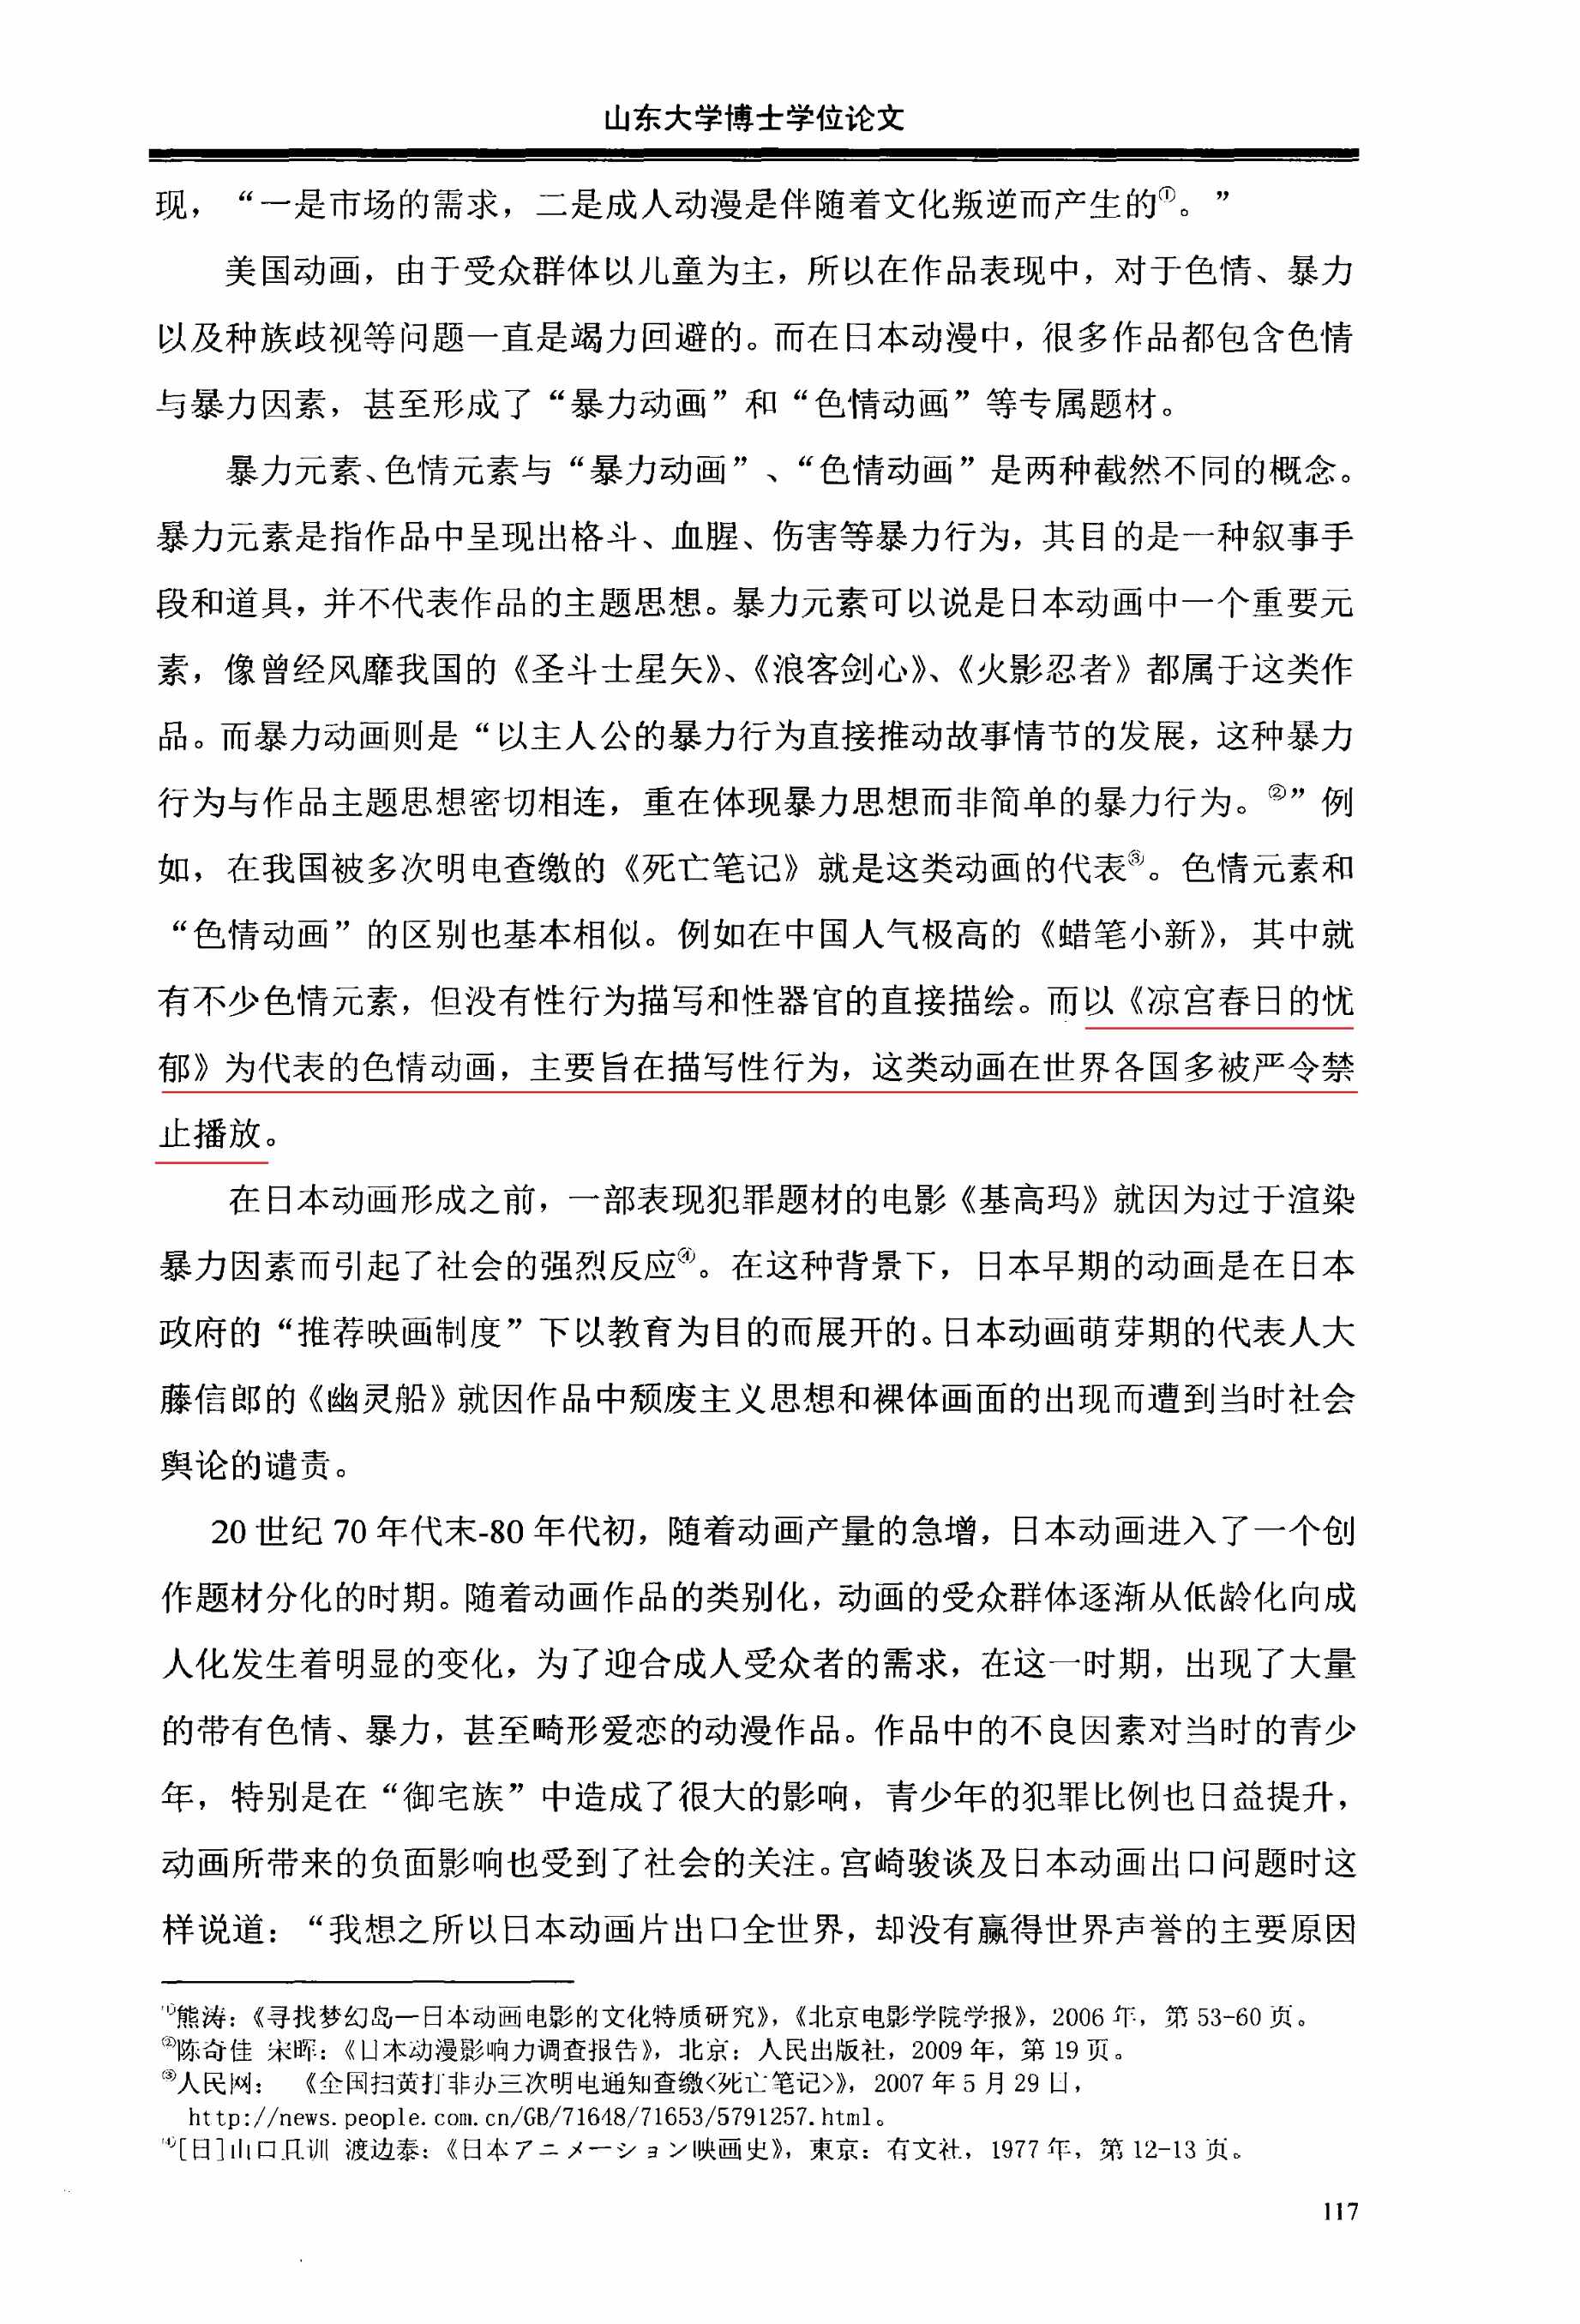 山东大学博士学位论文
现，“一是市场的需求，二是成人动漫是伴随着文化叛逆而产生的①。”
美国动画，由于受众群体以儿童为主，所以在作品表现中，对于色情、暴力
以及种族歧视等问题一直是竭力回避的。而在日本动漫中，很多作品都包含色情
与暴力因素，甚至形成了“暴力动画”和“色情动画”等专属题材。
暴力元素、色情元素与“暴力动画”、“色情动画”是两种截然不同的概念。
暴力元素是指作品中呈现出格斗、血腥、伤害等暴力行为，其目的是一种叙事手
段和道具，并不代表作品的主题思想。暴力元素可以说是日本动画中一个重要元
素，像曾经风靡我国的《圣斗士星矢》、《浪客剑心》、《火影忍者》都属于这类作
品。而暴力动画则是“以主人公的暴力行为直接推动故事情节的发展，这种暴力
行为与作品主题思想密切相连，重在体现暴力思想而非简单的暴力行为。②”例
如，在我国被多次明电查缴的《死亡笔记》就是这类动画的代表③。色情元素和
“色情动画”的区别也基本相似。例如在中国人气极高的《蜡笔小新》，其中就
有不少色情元素，但没有性行为描写和性器官的直接描绘。而以《凉宫春日的忧
郁》为代表的色情动画，主要旨在描写性行为，这类动画在世界各国多被严令禁
止播放。
在日本动画形成之前，一部表现犯罪题材的电影《基高玛》就因为过于渲染
暴力因素而引起了社会的强烈反应④。在这种背景下，日本早期的动画是在日本
政府的“推荐映画制度”下以教育为目的而展开的。日本动画萌芽期的代表人大
藤信郎的《幽灵船》就因作品中颓废主义思想和裸体画面的出现而遭到当时社会
舆论的谴责。
20世纪70年代末-80年代初，随着动画产量的急增，日本动画进入了一个创
作题材分化的时期。随着动画作品的类别化，动画的受众群体逐渐从低龄化向成
人化发生着明显的变化，为了迎合成人受众者的需求，在这一时期，出现了大量
的带有色情、暴力，甚至畸形爱恋的动漫作品。作品中的不良因素对当时的青少
年，特别是在“御宅族”中造成了很大的影响，青少年的犯罪比例也日益提升，
动画所带来的负面影响也受到了社会的关注。宫崎骏谈及日本动画出口问题时这
样说道：“我想之所以日本动画片出口全世界，却没有赢得世界声誉的主要原因
①熊涛：《寻找梦幻岛—日本动画电影的文化特质研究》，《北京电影学院学报》，2006年，第53-60页。
②陈奇佳 宋晖：《日本动漫影响力调查报告》，北京：人民出版社，2009年，第19页。
③人民网： 《全国扫黄打非办三次明电通知查缴<死亡笔记>》，2007年5月29日，
http://news.people.com.cn/GB/71648/71653/5791257.html。
④[日]山口且训 渡边泰：《日本アニメーション映画史》，東京：有文社，1977年，第12-13页。
117